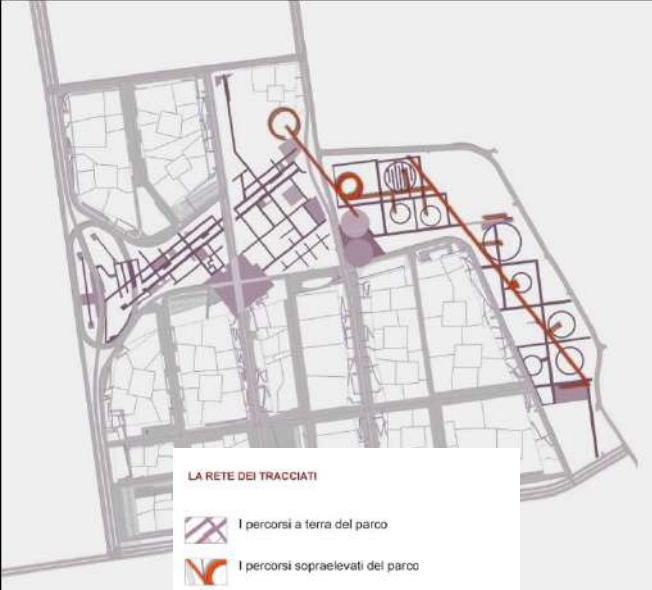 LA RETE DEI TRACCIATI
I percorsi a terra del parco
I percorsi sopraelevati del parco